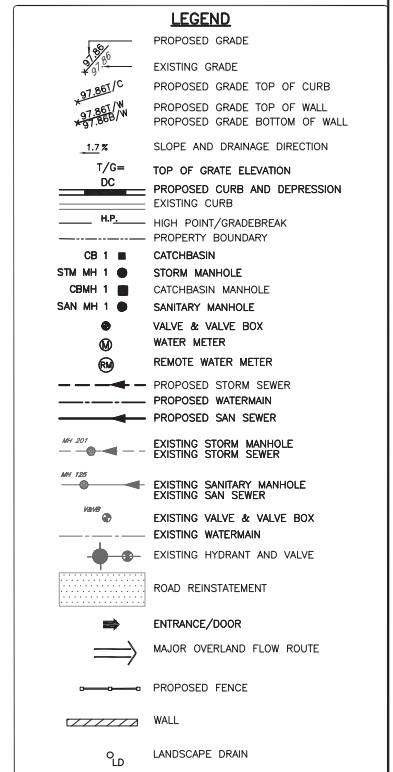 LEGEND
97.86 PROPOSED GRADE
97.86 EXISTING GRADE
97.86T/C PROPOSED GRADE TOP OF CURB
97.86T/W PROPOSED GRADE TOP OF WALL
97.86B/W PROPOSED GRADE BOTTOM OF WALL
1.7% SLOPE AND DRAINAGE DIRECTION
T/G= TOP OF GRATE ELEVATION
DC PROPOSED CURB AND DEPRESSION
EXISTING CURB
H.P. HIGH POINT/GRADEBREAK
PROPERTY BOUNDARY
CB 1 CATCHBASIN
STM MH 1 STORM MANHOLE
CBMH 1 CATCHBASIN MANHOLE
SAN MH 1 SANITARY MANHOLE
VALVE & VALVE BOX
M WATER METER
RM REMOTE WATER METER
PROPOSED STORM SEWER
PROPOSED WATERMAIN
PROPOSED SAN SEWER
MH 201 EXISTING STORM MANHOLE
EXISTING STORM SEWER
MH 125 EXISTING SANITARY MANHOLE
EXISTING SAN SEWER
V&VB EXISTING VALVE & VALVE BOX
EXISTING WATERMAIN
EXISTING HYDRANT AND VALVE
ROAD REINSTATEMENT
ENTRANCE/DOOR
MAJOR OVERLAND FLOW ROUTE
PROPOSED FENCE
WALL
LD LANDSCAPE DRAIN